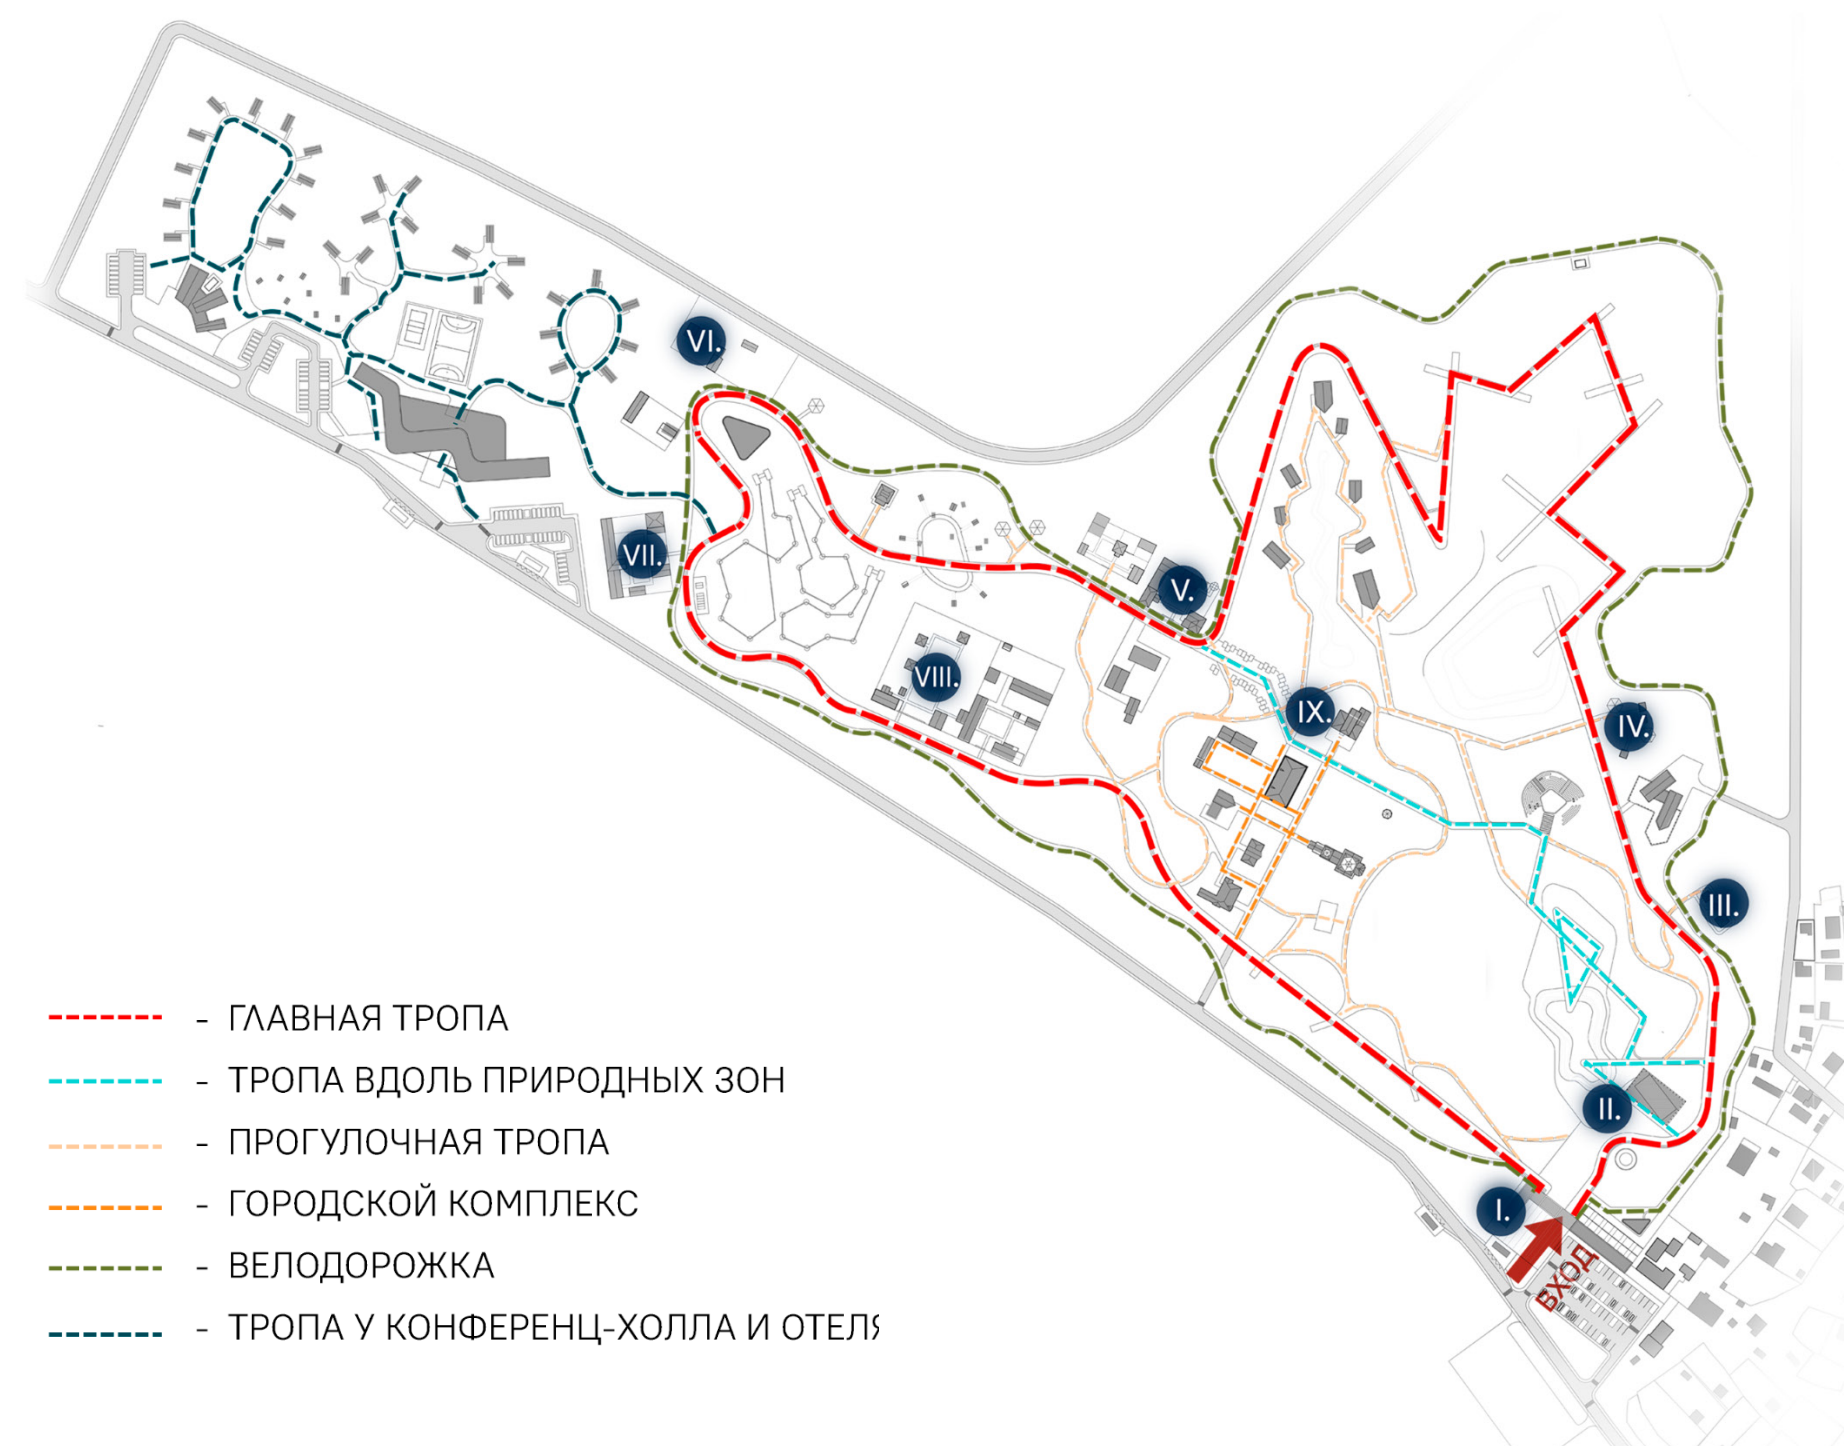 VI.
VII.
V.
VIII.
IX.
IV.
III.
II.
I.
ВХОД
- ГЛАВНАЯ ТРОПА
- ТРОПА ВДОЛЬ ПРИРОДНЫХ ЗОН
- ПРОГУЛОЧНАЯ ТРОПА
- ГОРОДСКОЙ КОМПЛЕКС
- ВЕЛОДОРОЖКА
- ТРОПА У КОНФЕРЕНЦ-ХОЛЛА И ОТЕЛЯ